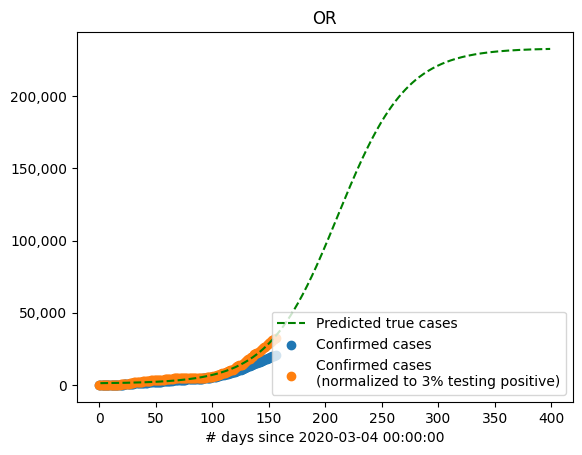 OR
200,000
150,000
100,000
50,000
0
Predicted true cases
Confirmed cases
Confirmed cases
(normalized to 3% testing positive)
0 50 100 150 200 250 300 350 400
# days since 2020-03-04 00:00:00